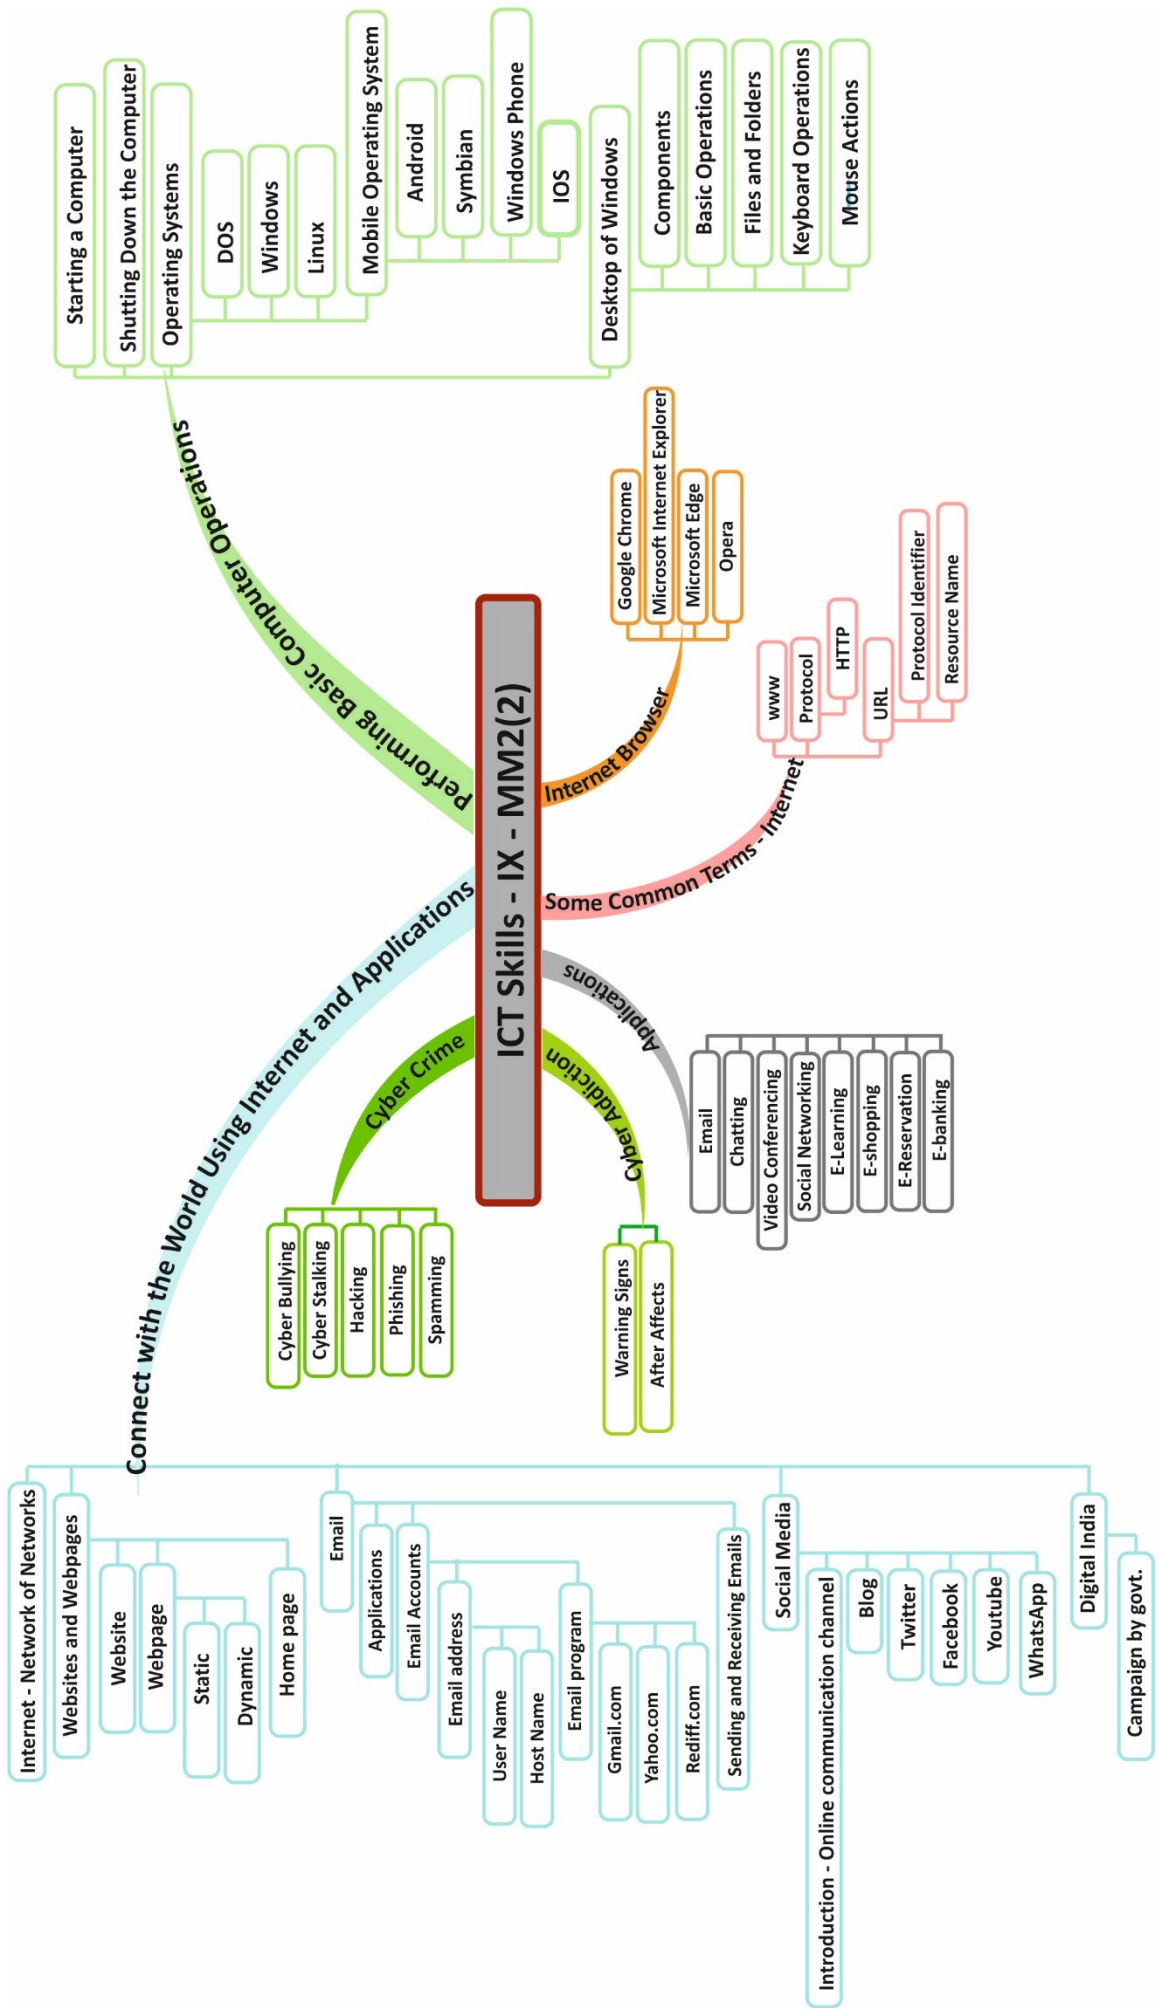 ICT Skills - IX - MM2(2)
Performing Basic Computer Operations
Starting a Computer
Shutting Down the Computer
Operating Systems
DOS
Windows
Linux
Mobile Operating System
Android
Symbian
Windows Phone
IOS
Desktop of Windows
Components
Basic Operations
Files and Folders
Keyboard Operations
Mouse Actions
Internet Browser
Google Chrome
Microsoft Internet Explorer
Microsoft Edge
Opera
Some Common Terms - Internet
www
Protocol
HTTP
URL
Protocol Identifier
Resource Name
Applications
Email
Chatting
Video Conferencing
Social Networking
E-Learning
E-shopping
E-Reservation
E-banking
Cyber Addiction
Warning Signs
After Affects
Cyber Crime
Cyber Bullying
Cyber Stalking
Hacking
Phishing
Spamming
Connect with the World Using Internet and Applications
Internet - Network of Networks
Websites and Webpages
Website
Webpage
Static
Dynamic
Home page
Email
Applications
Email Accounts
Email address
User Name
Host Name
Email program
Gmail.com
Yahoo.com
Rediff.com
Sending and Receiving Emails
Social Media
Introduction - Online communication channel
Blog
Twitter
Facebook
Youtube
WhatsApp
Digital India
Campaign by govt.